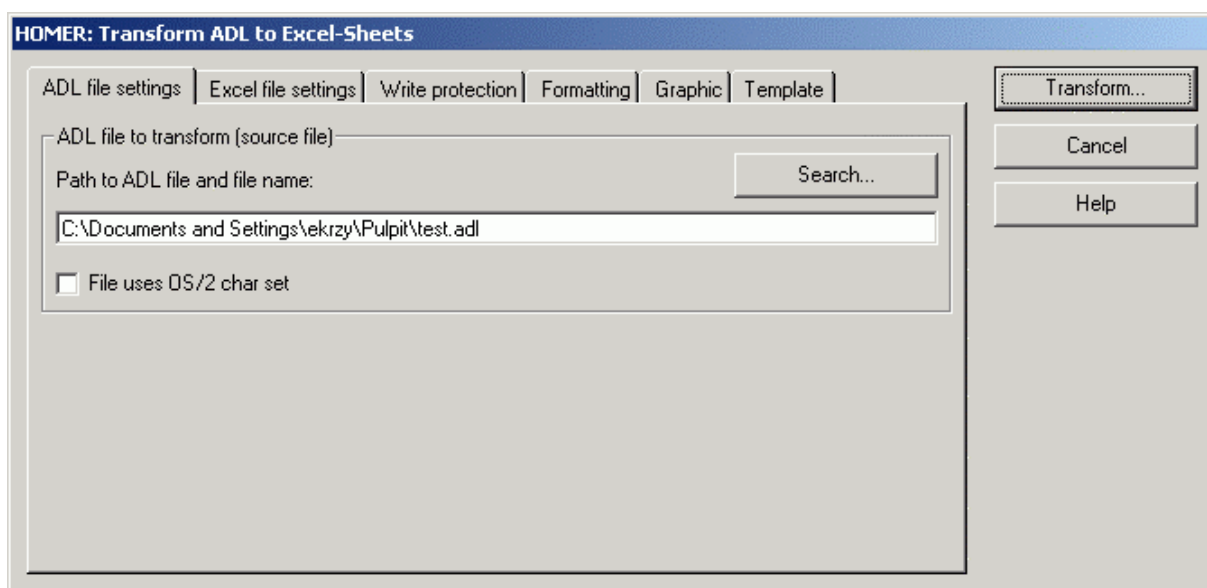 HOMER: Transform ADL to Excel-Sheets
ADL file settings Excel file settings Write protection Formatting Graphic Template
Transform...
ADL file to transform (source file)
Cancel
Path to ADL file and file name:
Search...
Help
C:\Documents and Settings\ekrzy\Pulpit\test.adl
File uses OS/2 char set